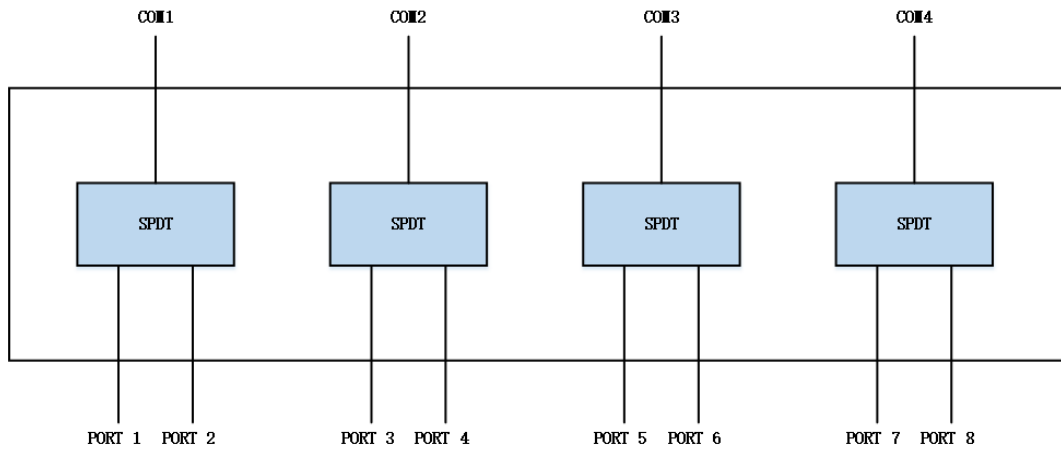 COM1 COM2 COM3 COM4
SPDT SPDT SPDT SPDT
PORT 1 PORT 2 PORT 3 PORT 4 PORT 5 PORT 6 PORT 7 PORT 8